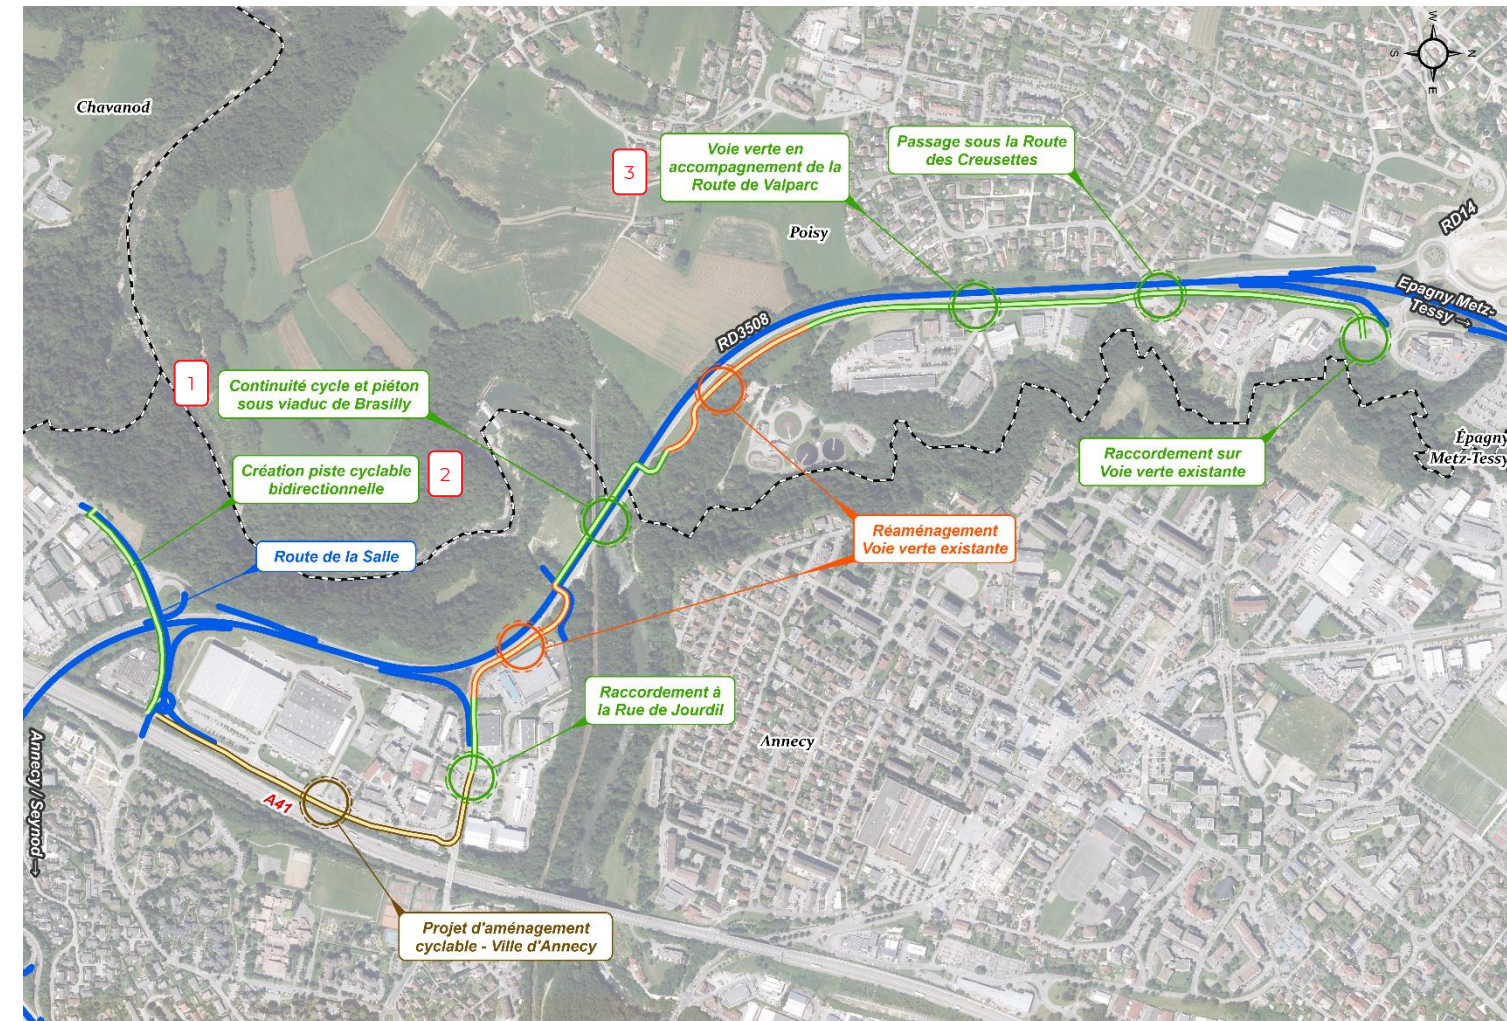 W
S
N
E
Chavanod
3
Voie verte en
accompagnement de la
Route de Valparc
Passage sous la Route
des Creusettes
Poisy
RD14
Epagny Metz-
Tessy →
RD3508
1
Continuité cycle et piéton
sous viaduc de Brasilly
Création piste cyclable
bidirectionnelle
2
Raccordement sur
Voie verte existante
Épagny
Metz-Tessy
Réaménagement
Voie verte existante
Route de la Salle
Raccordement à
la Rue de Jourdil
Annecy
Annecy / Seynod →
A41
Projet d'aménagement
cyclable - Ville d'Annecy